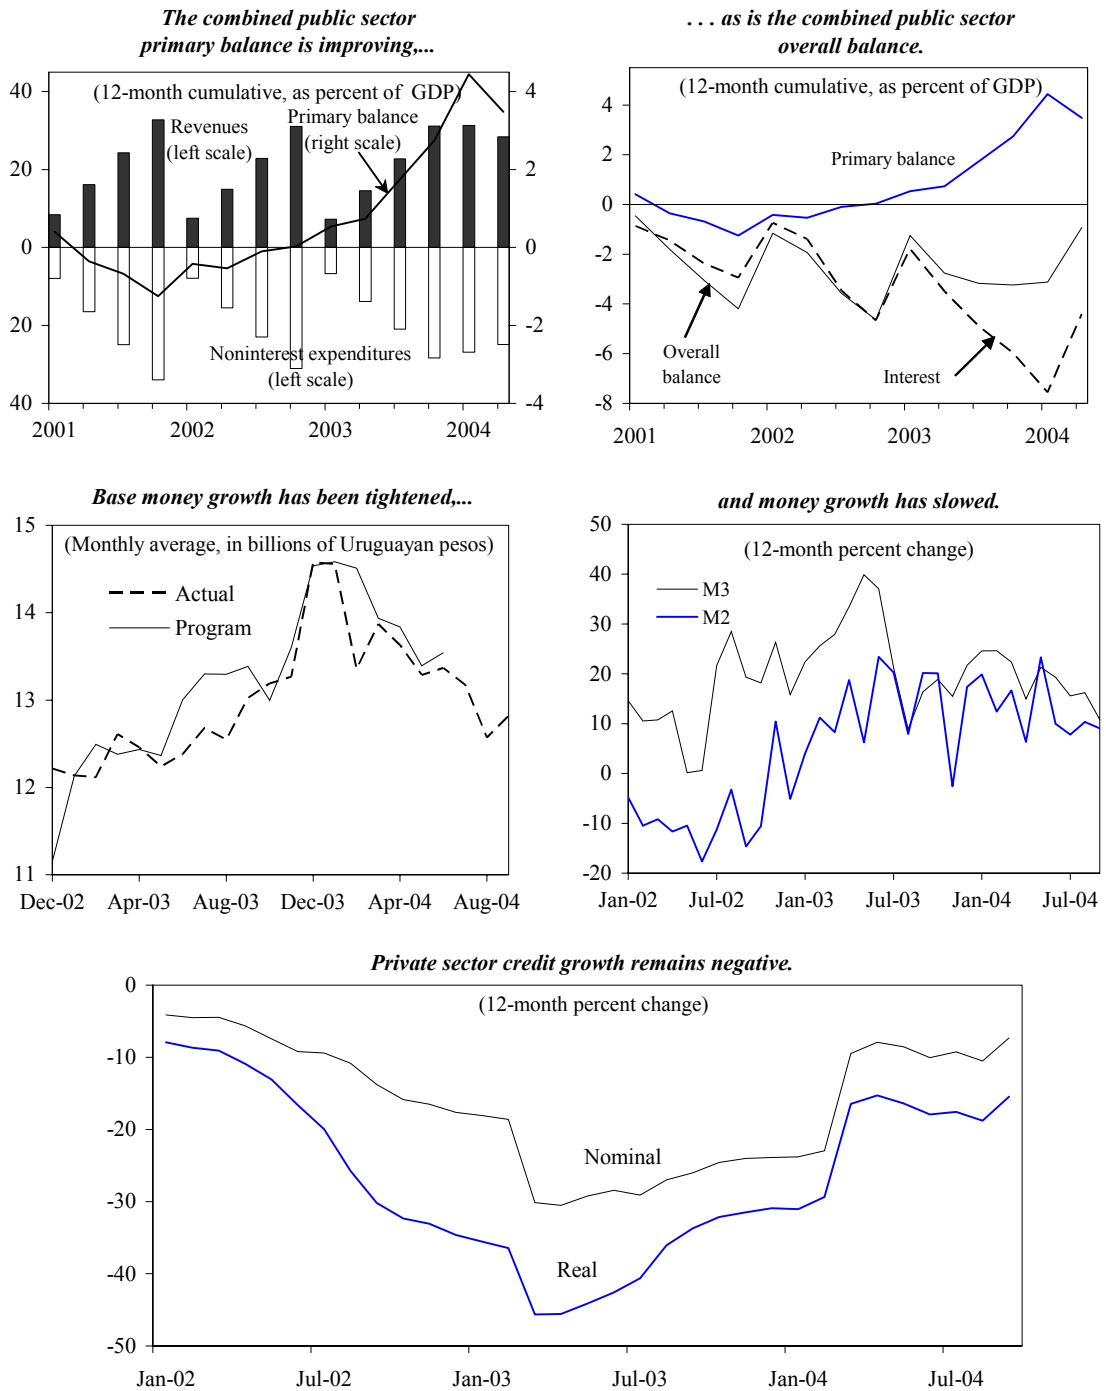 The combined public sector
primary balance is improving,...
(12-month cumulative, as percent of GDP)
Revenues
(left scale)
Primary balance
(right scale)
Noninterest expenditures
(left scale)
40
20
0
20
40
4
2
0
-2
-4
2001
2002
2003
2004
. . . as is the combined public sector
overall balance.
(12-month cumulative, as percent of GDP)
Primary balance
Overall
balance
Interest
4
2
0
-2
-4
-6
-8
2001
2002
2003
2004
Base money growth has been tightened,...
(Monthly average, in billions of Uruguayan pesos)
Actual
Program
15
14
13
12
11
Dec-02
Apr-03
Aug-03
Dec-03
Apr-04
Aug-04
and money growth has slowed.
(12-month percent change)
M3
M2
50
40
30
20
10
0
-10
-20
Jan-02
Jul-02
Jan-03
Jul-03
Jan-04
Jul-04
Private sector credit growth remains negative.
(12-month percent change)
Nominal
Real
0
-10
-20
-30
-40
-50
Jan-02
Jul-02
Jan-03
Jul-03
Jan-04
Jul-04